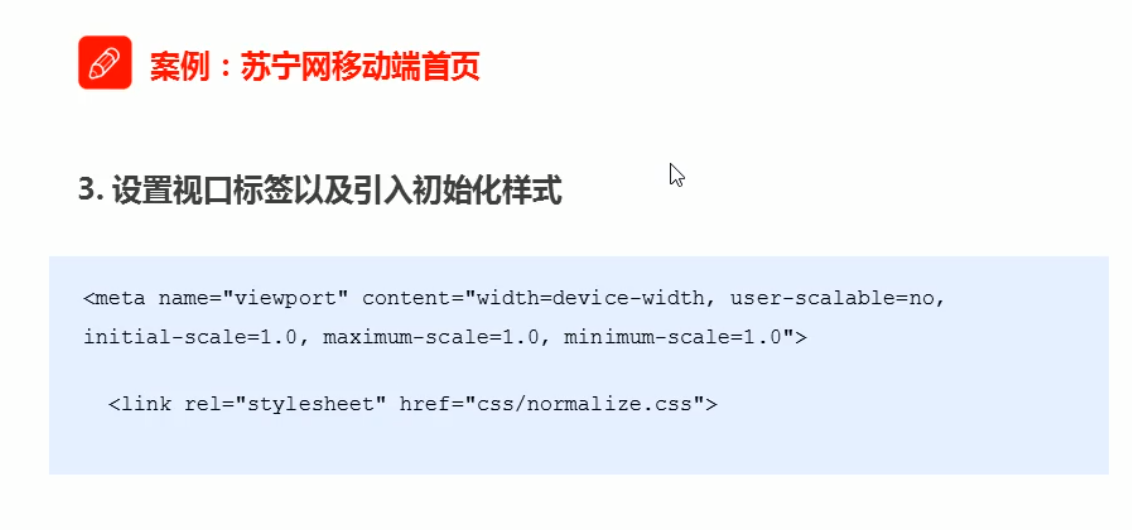 案例：苏宁网移动端首页
3. 设置视口标签以及引入初始化样式
<meta name="viewport" content="width=device-width, user-scalable=no,
initial-scale=1.0, maximum-scale=1.0, minimum-scale=1.0">
<link rel="stylesheet" href="css/normalize.css">